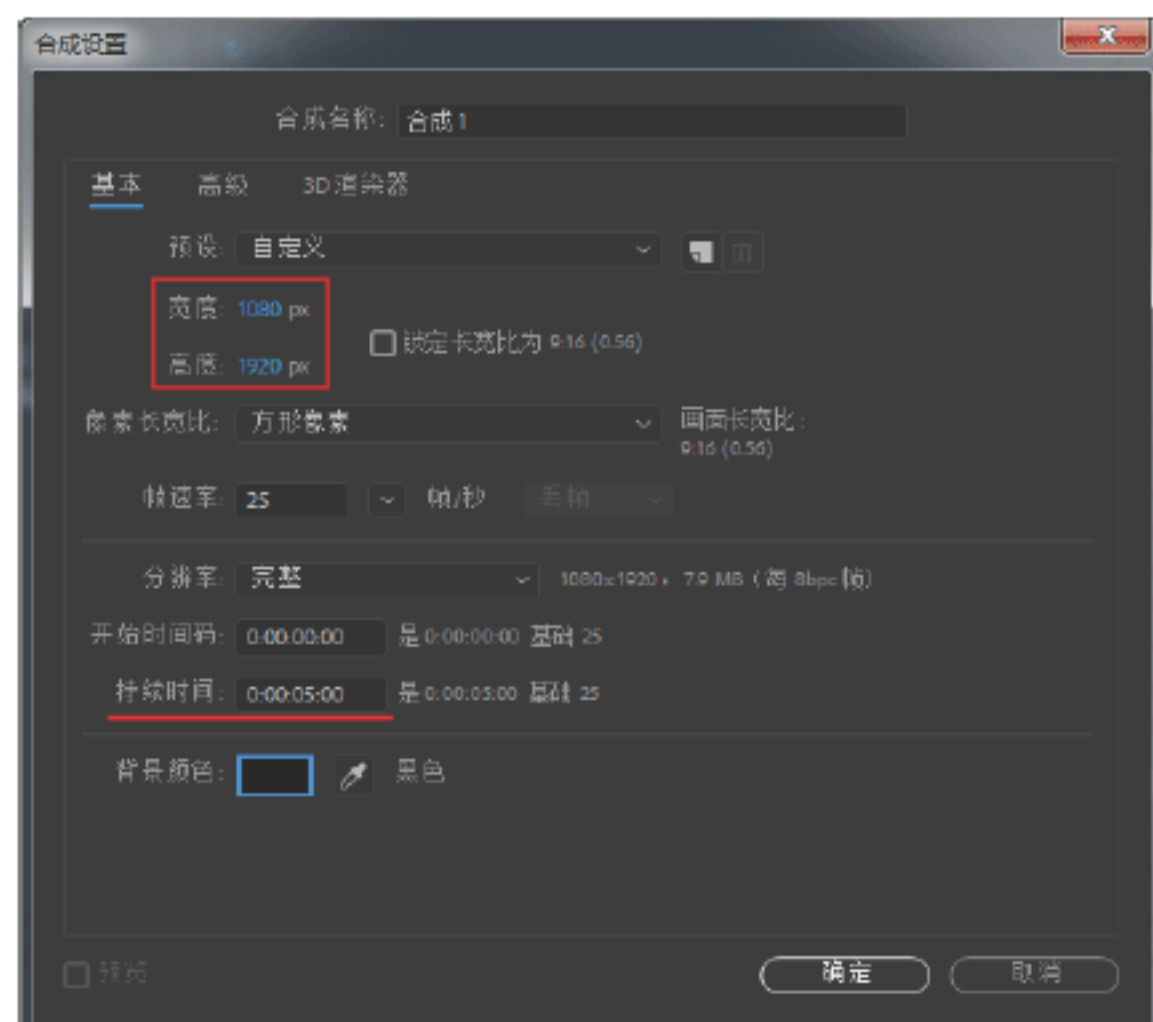 合成设置
合成名称: 合成 1
基本 高级 3D 渲染器
预设: 自定义
宽度: 1080 px
锁定长宽比为 9:16 (0.56)
高度: 1920 px
像素长宽比: 方形像素 画面长宽比:
9:16 (0.56)
帧速率: 25 帧/秒 丢帧
分辨率: 完整 1080x1920，7.9 MB（每 8bpc 帧）
开始时间码: 0:00:00:00 是 0:00:00:00 基础 25
持续时间: 0:00:05:00 是 0:00:05:00 基础 25
背景颜色: 黑色
预览 确定 取消